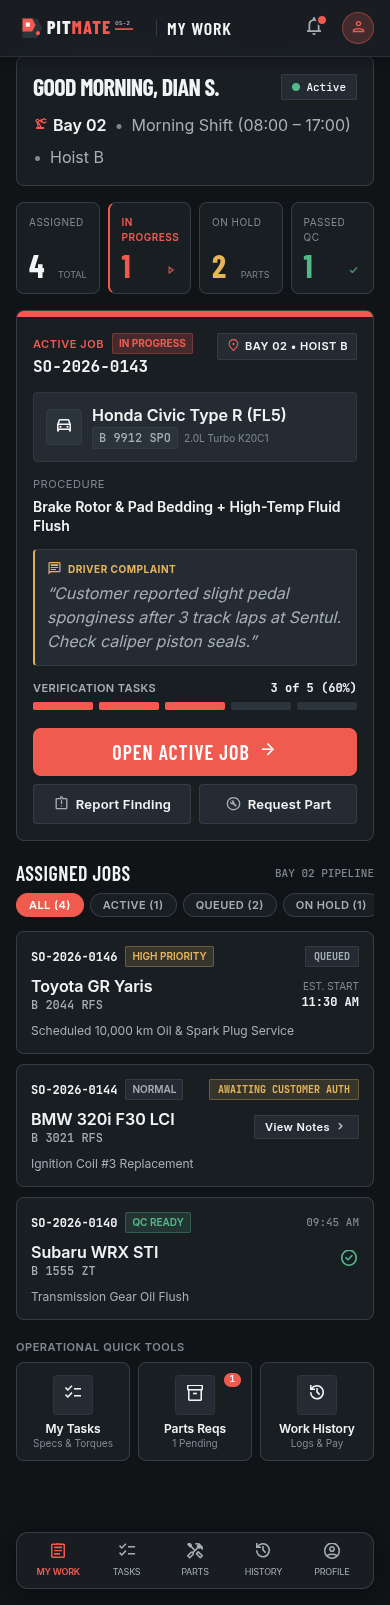 PITMATE OS-2 MY WORK
GOOD MORNING, DIAN S.
Active
Bay 02 • Morning Shift (08:00 – 17:00)
• Hoist B
ASSIGNED
4 TOTAL
IN PROGRESS
1
ON HOLD
2 PARTS
PASSED QC
1
ACTIVE JOB IN PROGRESS
SO-2026-0143
BAY 02 • HOIST B
Honda Civic Type R (FL5)
B 9912 SPO 2.0L Turbo K20C1
PROCEDURE
Brake Rotor & Pad Bedding + High-Temp Fluid
Flush
DRIVER COMPLAINT
“Customer reported slight pedal
sponginess after 3 track laps at Sentul.
Check caliper piston seals.”
VERIFICATION TASKS 3 of 5 (60%)
OPEN ACTIVE JOB
Report Finding Request Part
ASSIGNED JOBS BAY 02 PIPELINE
ALL (4) ACTIVE (1) QUEUED (2) ON HOLD (1)
SO-2026-0146 HIGH PRIORITY QUEUED
Toyota GR Yaris
B 2044 RFS
EST. START
11:30 AM
Scheduled 10,000 km Oil & Spark Plug Service
SO-2026-0144 NORMAL AWAITING CUSTOMER AUTH
BMW 320i F30 LCI
B 3021 RFS
View Notes
Ignition Coil #3 Replacement
SO-2026-0140 QC READY 09:45 AM
Subaru WRX STI
B 1555 ZT
Transmission Gear Oil Flush
OPERATIONAL QUICK TOOLS
My Tasks
Specs & Torques
1
Parts Reqs
1 Pending
Work History
Logs & Pay
MY WORK TASKS PARTS HISTORY PROFILE